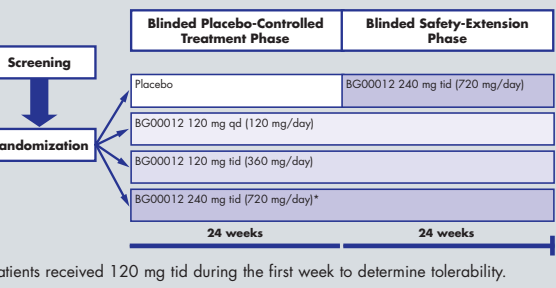 Blinded Placebo-Controlled
Treatment Phase
Blinded Safety-Extension
Phase
Screening
Placebo
BG00012 240 mg tid (720 mg/day)
BG00012 120 mg qd (120 mg/day)
andomization
BG00012 120 mg tid (360 mg/day)
BG00012 240 mg tid (720 mg/day)*
24 weeks
24 weeks
atients received 120 mg tid during the first week to determine tolerability.